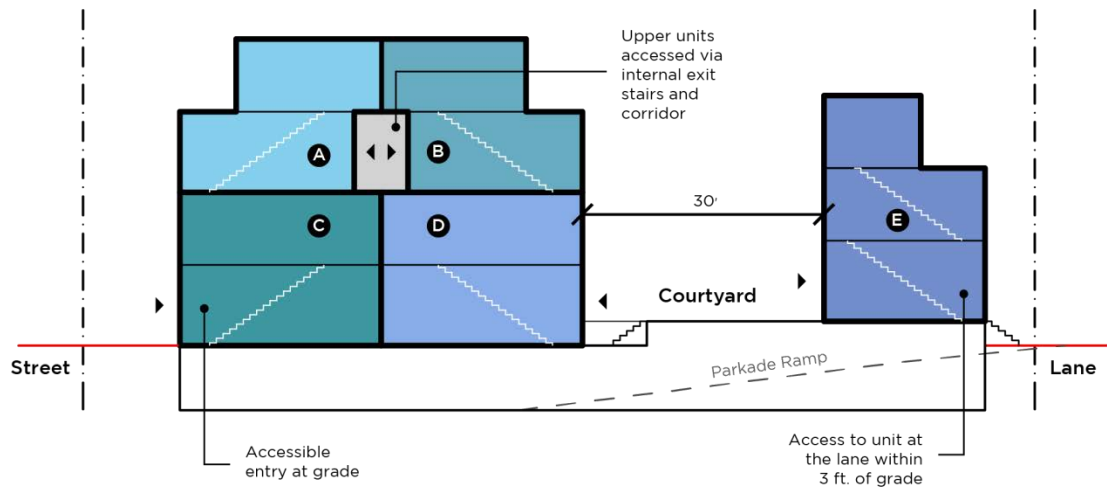 Upper units
accessed via
internal exit
stairs and
corridor
A
B
C
D
30'
E
Courtyard
Street
Parkade Ramp
Lane
Accessible
entry at grade
Access to unit at
the lane within
3 ft. of grade